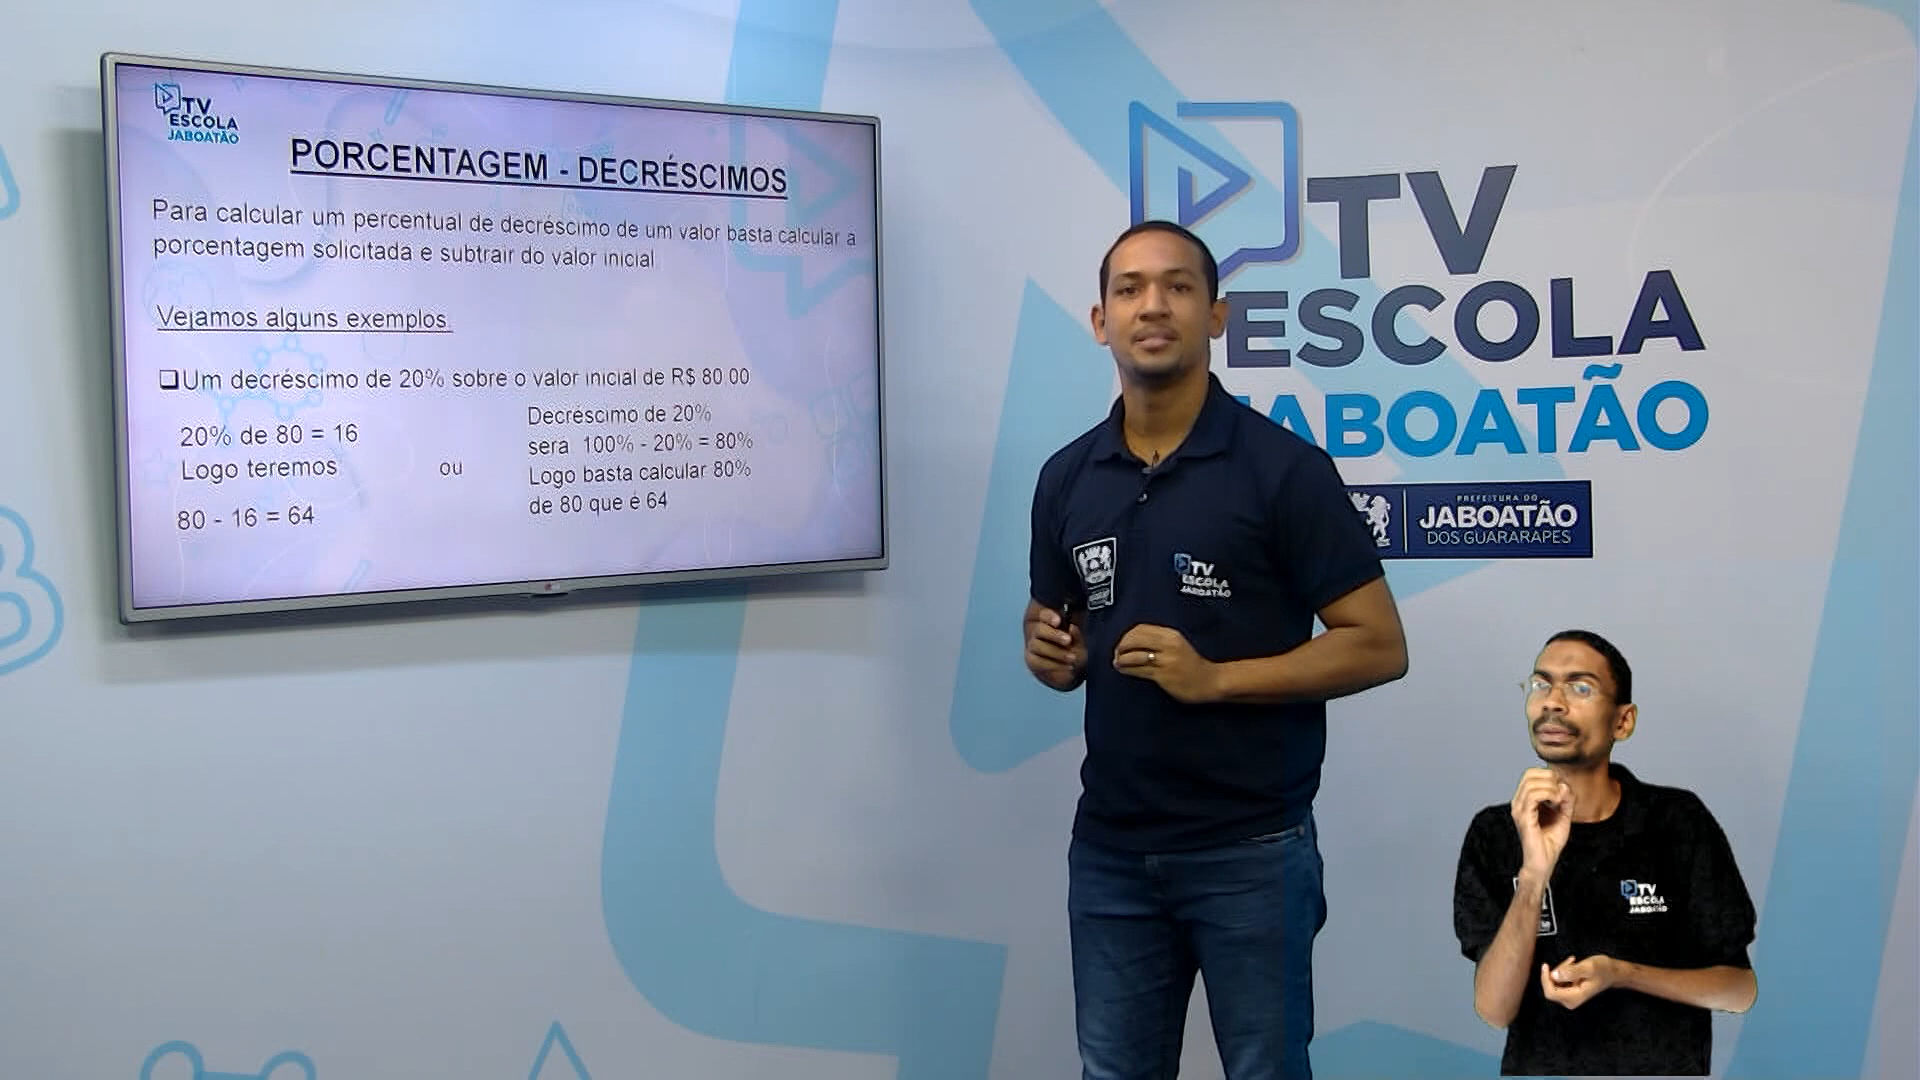 TV
ESCOLA
JABOATÃO
PORCENTAGEM - DECRÉSCIMOS
Para calcular um percentual de decréscimo de um valor basta calcular a
porcentagem solicitada e subtrair do valor inicial
Vejamos alguns exemplos
Um decréscimo de 20% sobre o valor inicial de R$ 80,00
20% de 80 = 16
Logo teremos
80 - 16 = 64
ou
Decréscimo de 20%
sera 100% - 20% = 80%
Logo basta calcular 80%
de 80 que é 64
TV
ESCOLA
JABOATÃO
PREFEITURA DO
JABOATÃO
DOS GUARARAPES
TV
ESCOLA
JABOATÃO
TV
ESCOLA
JABOATÃO